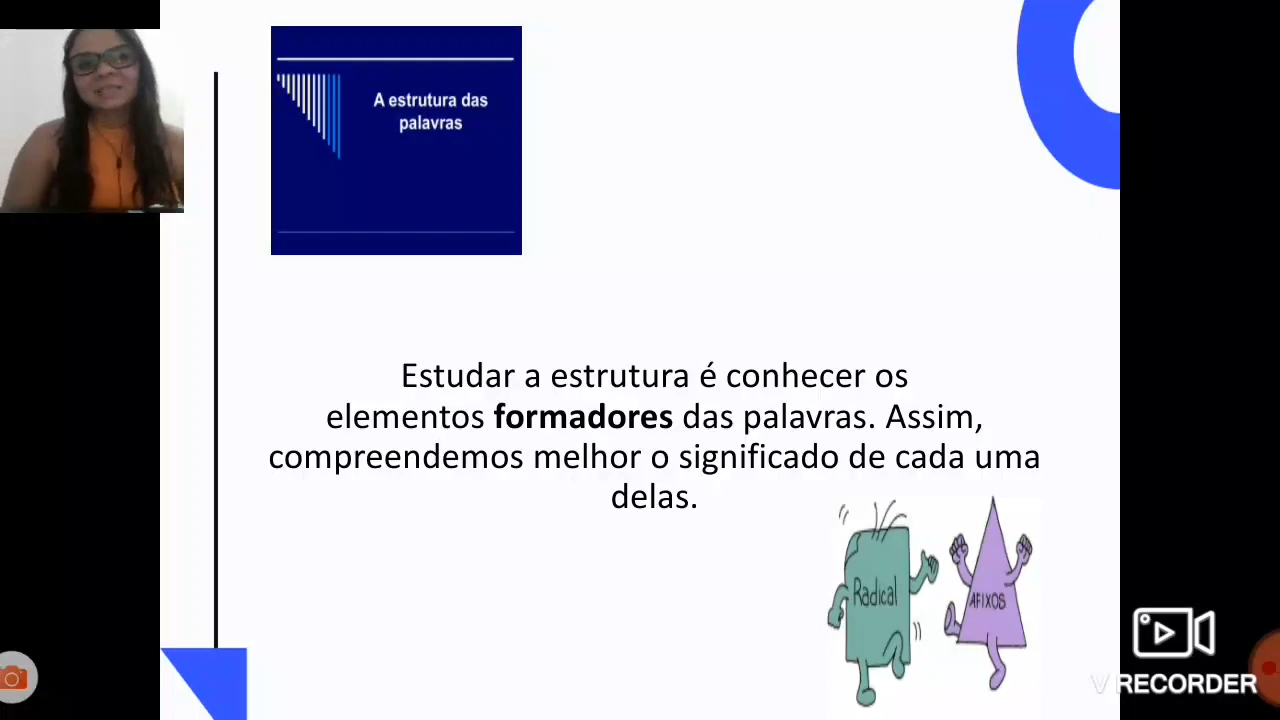 A estrutura das
palavras
Estudar a estrutura é conhecer os
elementos formadores das palavras. Assim,
compreendemos melhor o significado de cada uma
delas.
Radical
AFIXOS
V RECORDER